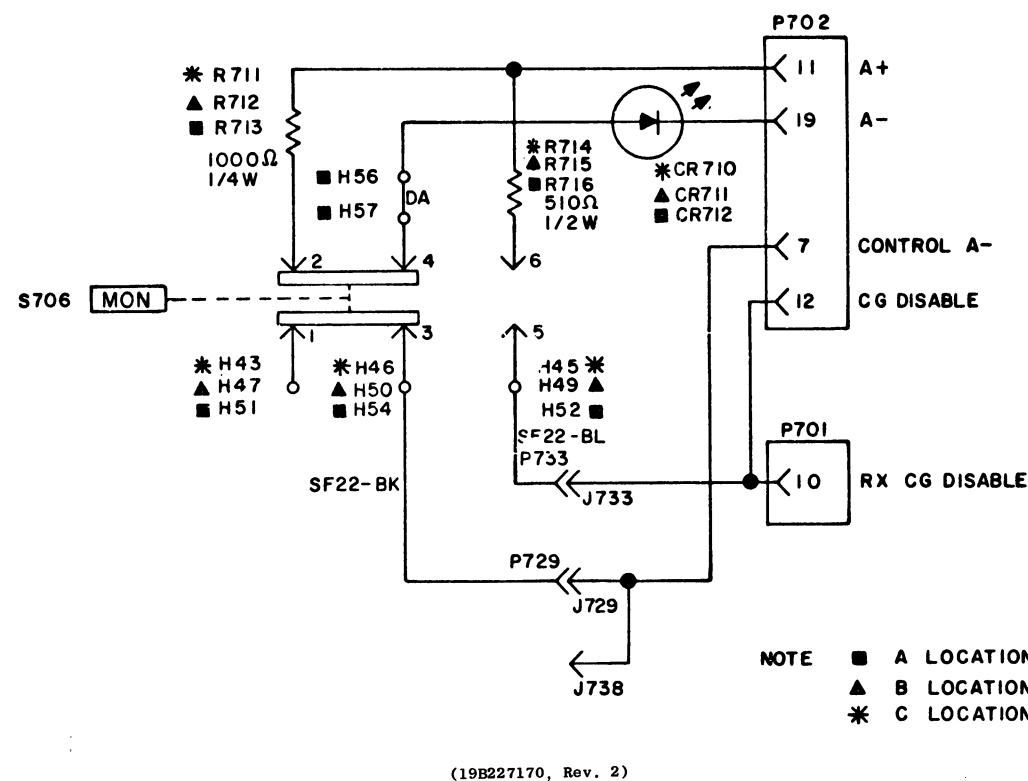 P702
✳ R711
▲ R712
■ R713
1000Ω
1/4W
11 A+
19 A-
7 CONTROL A-
12 CG DISABLE
✳ R714
▲ R715
■ R716
510Ω
1/2W
✳ CR710
▲ CR711
■ CR712
■ H56
■ H57
DA
2
4
6
S706 MON
1
3
5
✳ H43
▲ H47
■ H51
✳ H46
▲ H50
■ H54
H45 ✳
H49 ▲
H52 ■
SF22-BL
P733
J733
SF22-BK
P701
10 RX CG DISABLE
P729
J729
J738
NOTE ■ A LOCATION
▲ B LOCATION
✳ C LOCATION
(19B227170, Rev. 2)